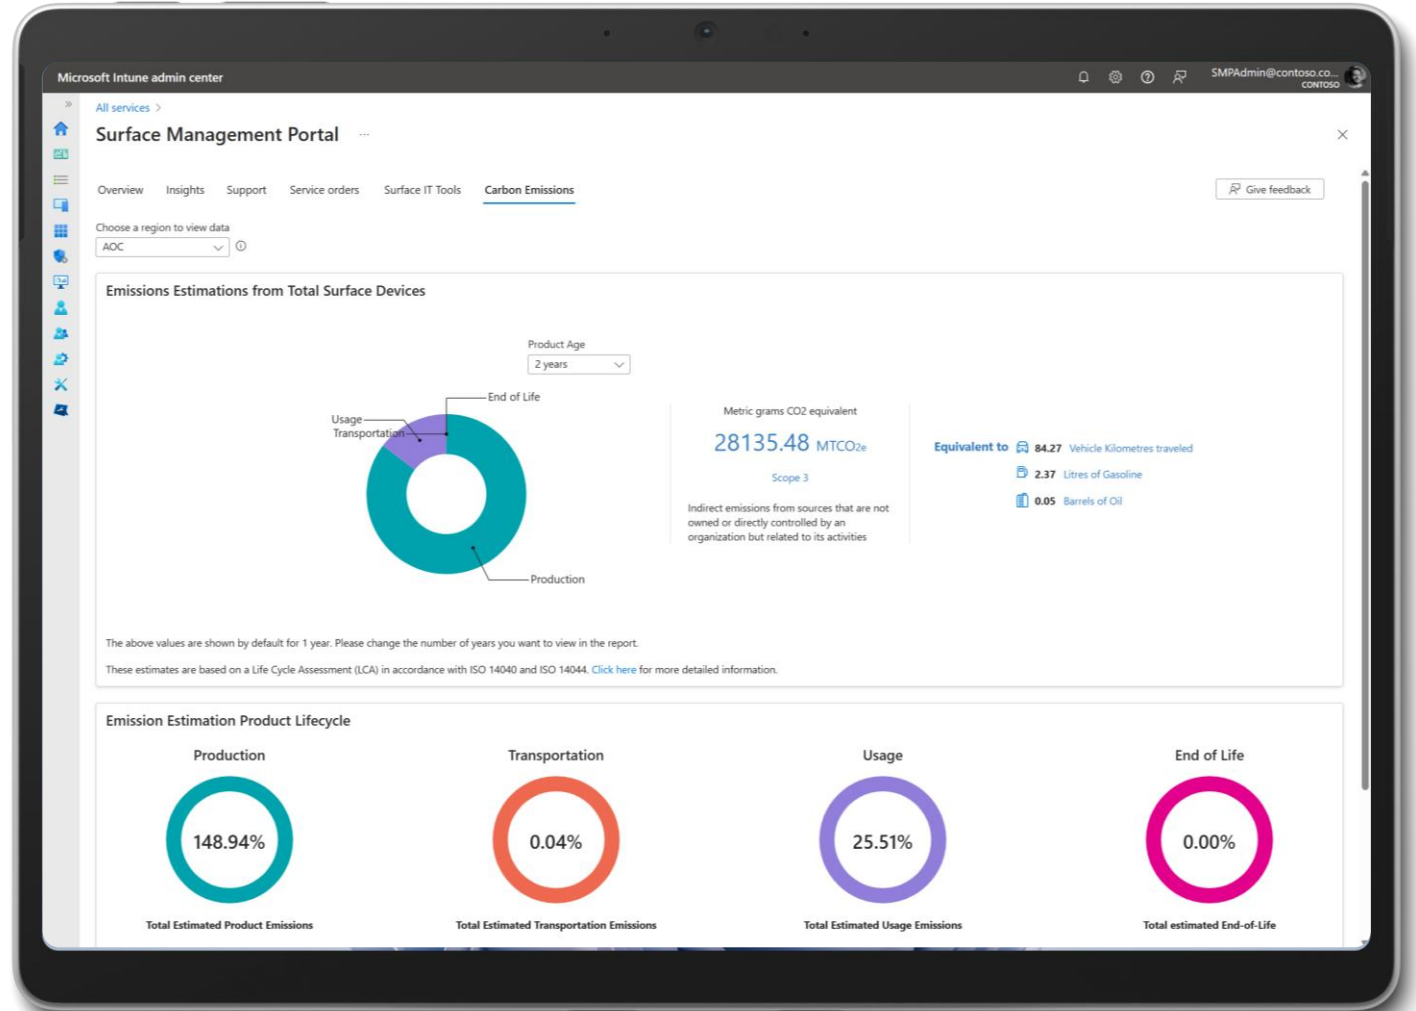 Microsoft Intune admin center
SMPAdmin@contoso.co...
CONTOSO
All services >
Surface Management Portal ...
Overview Insights Support Service orders Surface IT Tools Carbon Emissions
Give feedback
Choose a region to view data
AOC
Emissions Estimations from Total Surface Devices
Product Age
2 years
End of Life
Usage
Transportation
Production
Metric grams CO2 equivalent
28135.48 MTCO2e
Scope 3
Indirect emissions from sources that are not
owned or directly controlled by an
organization but related to its activities
Equivalent to 84.27 Vehicle Kilometres traveled
2.37 Litres of Gasoline
0.05 Barrels of Oil
The above values are shown by default for 1 year. Please change the number of years you want to view in the report.
These estimates are based on a Life Cycle Assessment (LCA) in accordance with ISO 14040 and ISO 14044. Click here for more detailed information.
Emission Estimation Product Lifecycle
Production
148.94%
Total Estimated Product Emissions
Transportation
0.04%
Total Estimated Transportation Emissions
Usage
25.51%
Total Estimated Usage Emissions
End of Life
0.00%
Total estimated End-of-Life